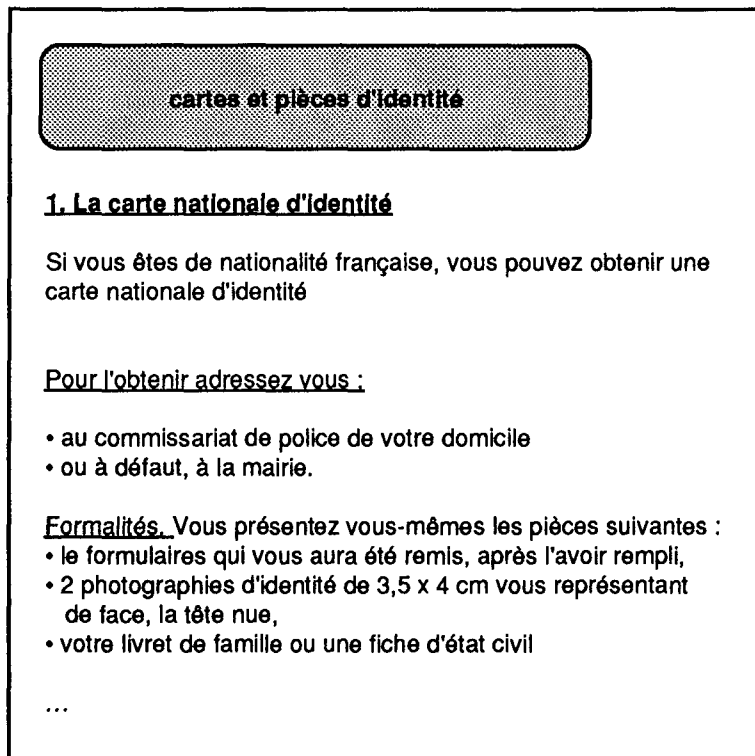 cartes et pièces d'identité
1. La carte nationale d'identité
Si vous êtes de nationalité française, vous pouvez obtenir une
carte nationale d'identité
Pour l'obtenir adressez vous :
• au commissariat de police de votre domicile
• ou à défaut, à la mairie.
Formalités. Vous présentez vous-mêmes les pièces suivantes :
• le formulaires qui vous aura été remis, après l'avoir rempli,
• 2 photographies d'identité de 3,5 x 4 cm vous représentant
de face, la tête nue,
• votre livret de famille ou une fiche d'état civil
...